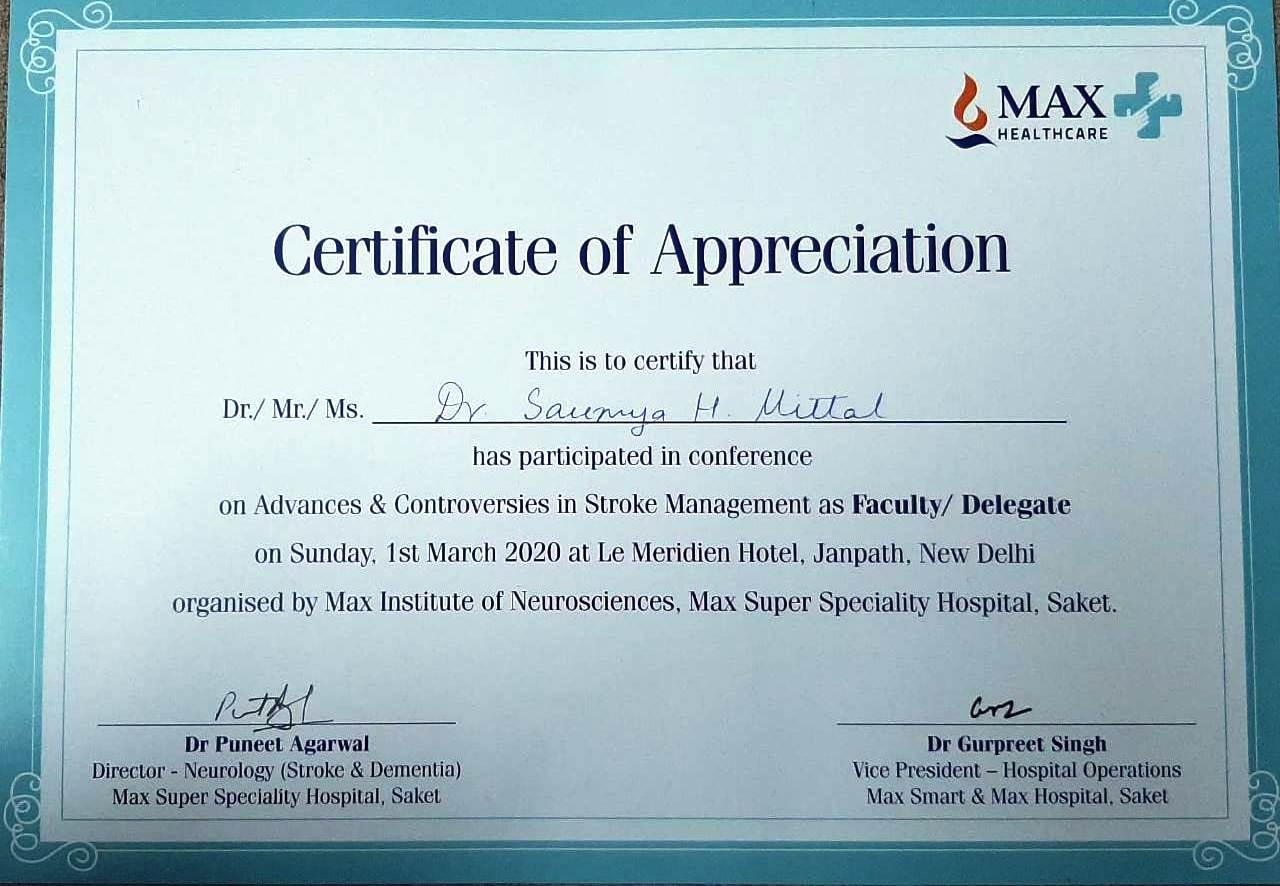 MAX
HEALTHCARE
Certificate of Appreciation
This is to certify that
Dr./ Mr./ Ms. Dr. Saumya H. Mittal
has participated in conference
on Advances & Controversies in Stroke Management as Faculty/ Delegate
on Sunday, 1st March 2020 at Le Meridien Hotel, Janpath, New Delhi
organised by Max Institute of Neurosciences, Max Super Speciality Hospital, Saket.
Dr Puneet Agarwal
Director - Neurology (Stroke & Dementia)
Max Super Speciality Hospital, Saket
Dr Gurpreet Singh
Vice President – Hospital Operations
Max Smart & Max Hospital, Saket